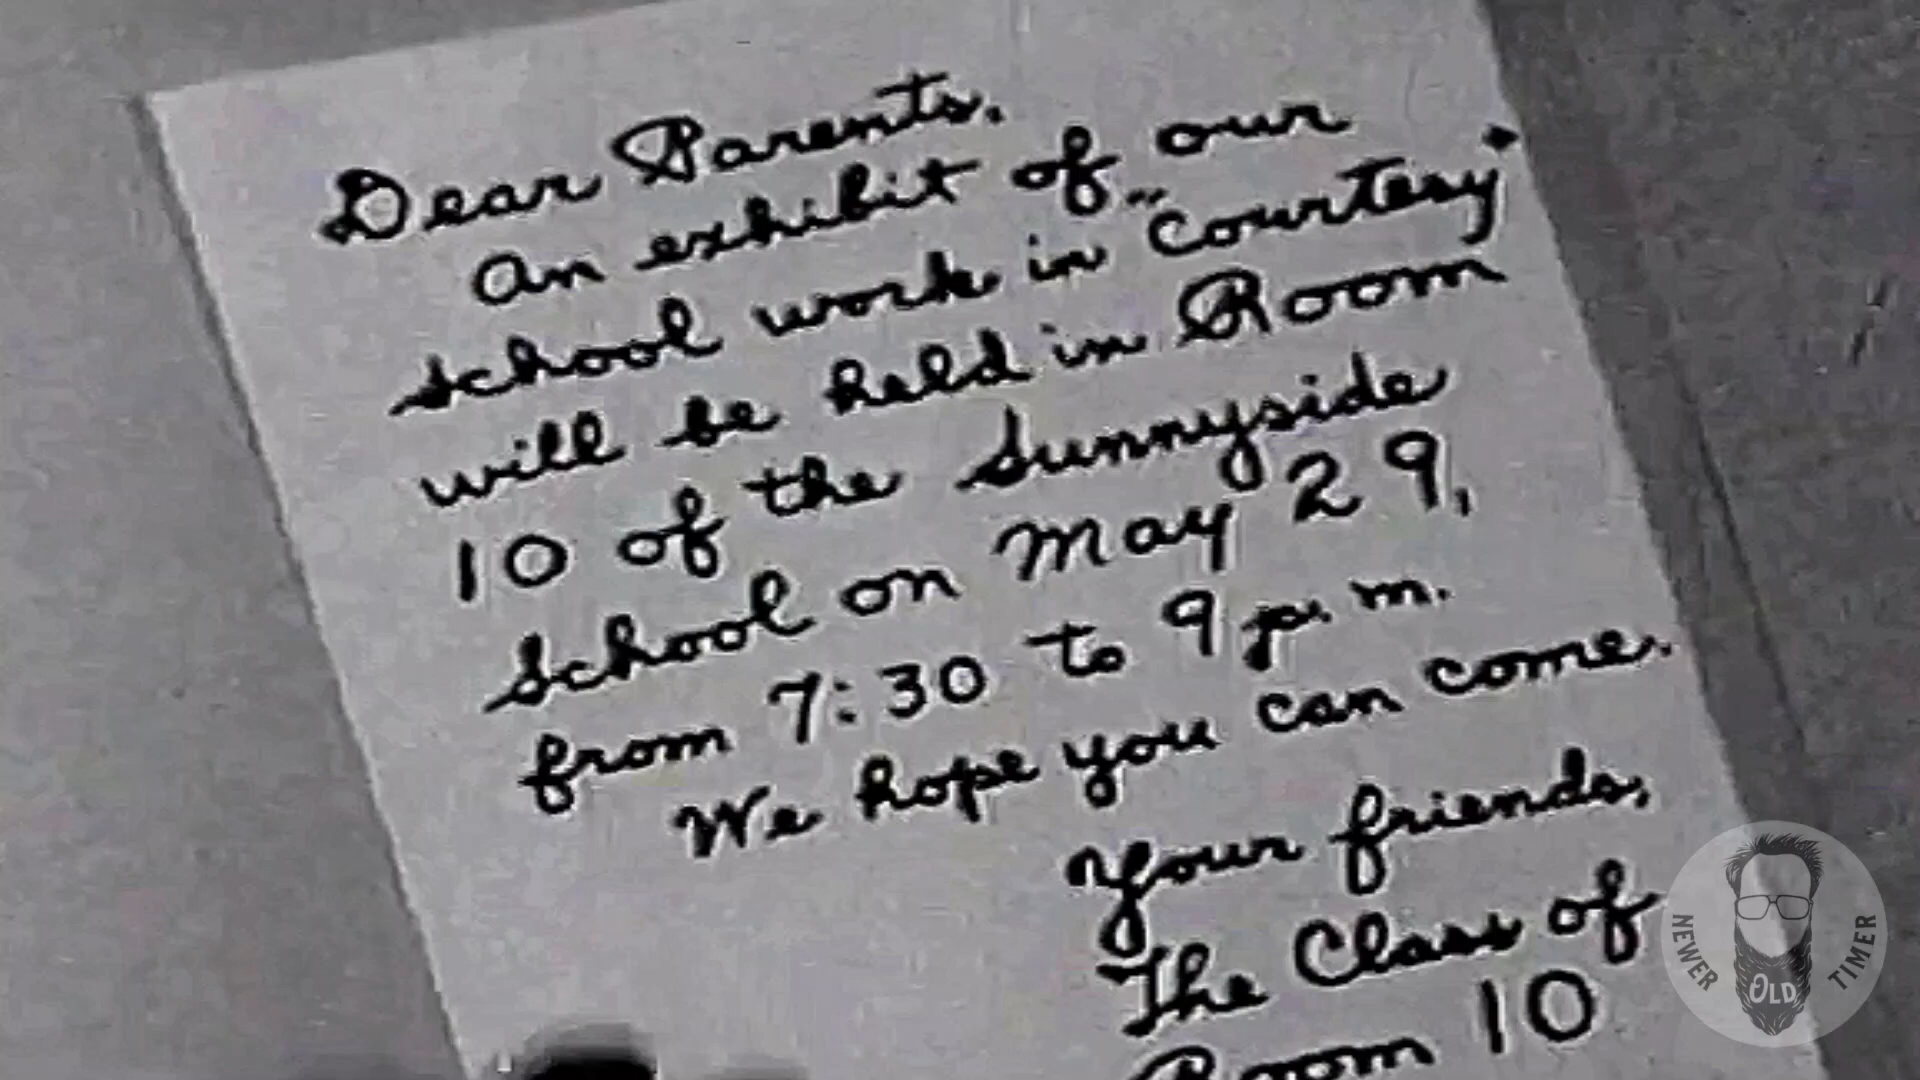 Dear Parents,
An exhibit of our
school work in "Courtesy"
will be held in Room
10 of the Sunnyside
School on May 29,
from 7:30 to 9 p. m.
We hope you can come.
Your friends,
The Class of
Room 10
NEWER OLD TIMER